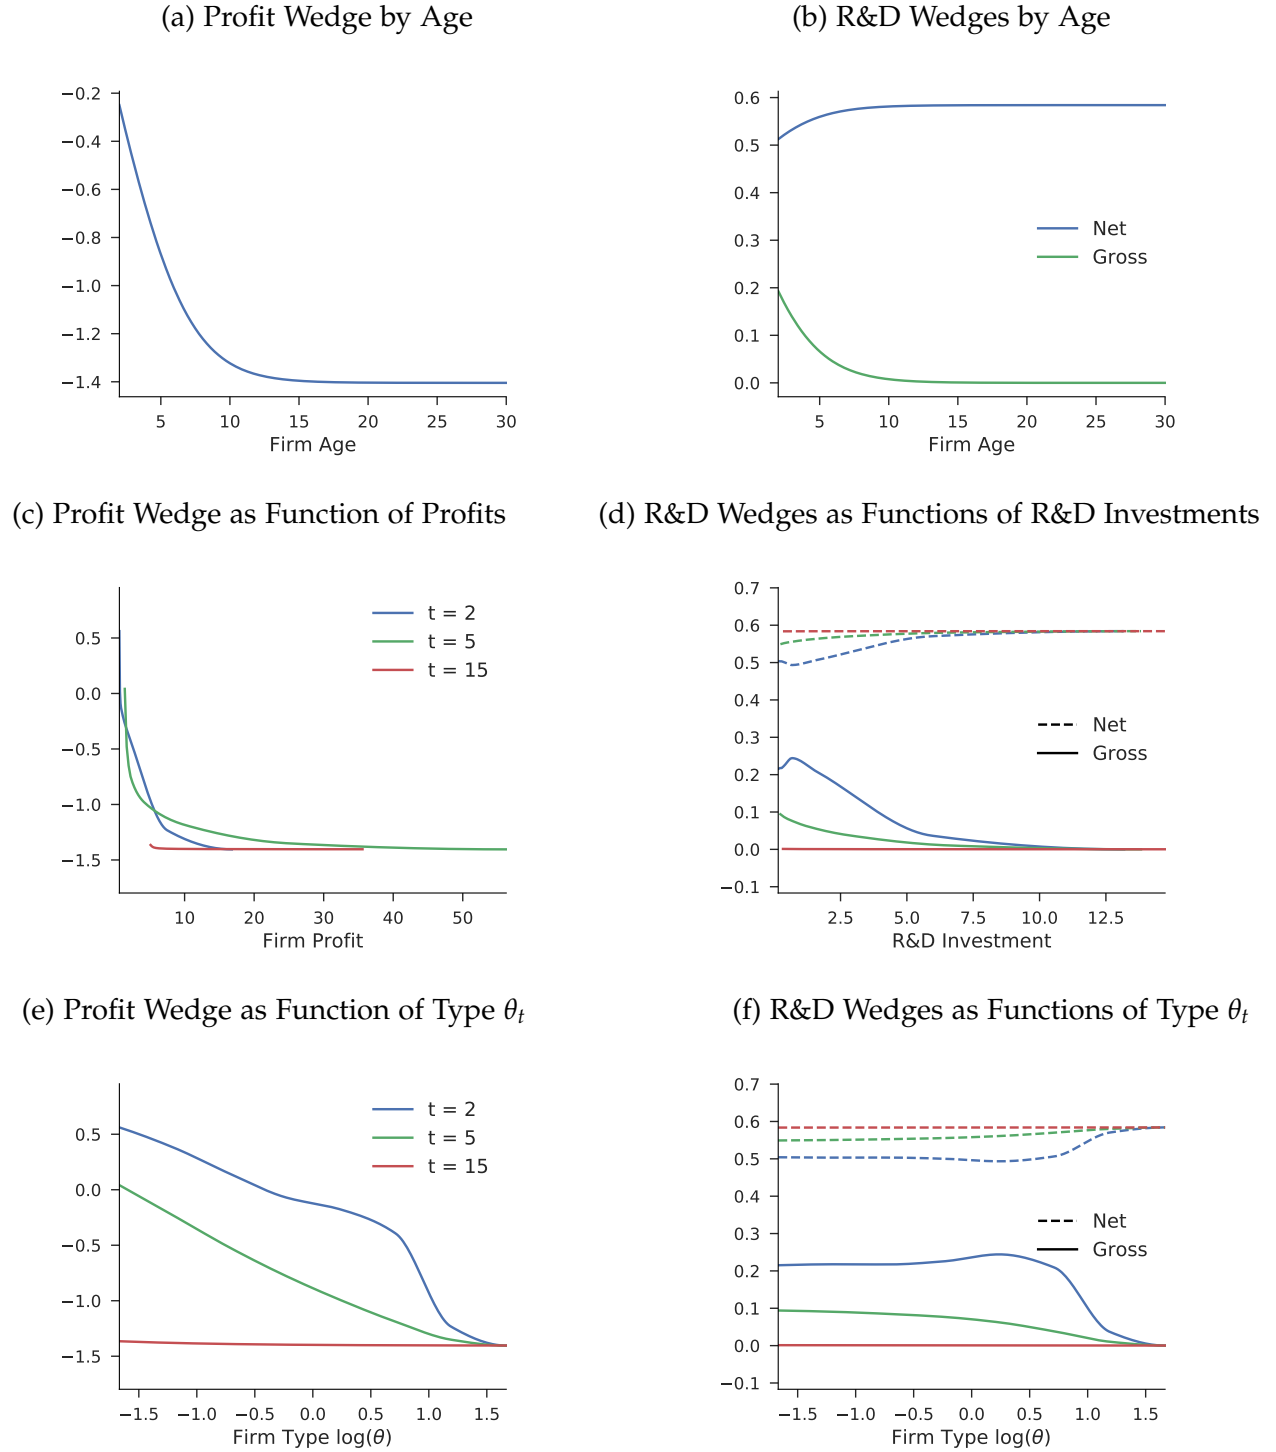 (a) Profit Wedge by Age
−0.2
−0.4
−0.6
−0.8
−1.0
−1.2
−1.4
5 10 15 20 25 30
Firm Age
(b) R&D Wedges by Age
0.6
0.5
0.4
0.3
0.2
0.1
0.0
Net
Gross
5 10 15 20 25 30
Firm Age
(c) Profit Wedge as Function of Profits
0.5
0.0
−0.5
−1.0
−1.5
t = 2
t = 5
t = 15
10 20 30 40 50
Firm Profit
(d) R&D Wedges as Functions of R&D Investments
0.7
0.6
0.5
0.4
0.3
0.2
0.1
0.0
−0.1
Net
Gross
2.5 5.0 7.5 10.0 12.5
R&D Investment
(e) Profit Wedge as Function of Type θt
0.5
0.0
−0.5
−1.0
−1.5
t = 2
t = 5
t = 15
−1.5 −1.0 −0.5 0.0 0.5 1.0 1.5
Firm Type log(θ)
(f) R&D Wedges as Functions of Type θt
0.7
0.6
0.5
0.4
0.3
0.2
0.1
0.0
−0.1
Net
Gross
−1.5 −1.0 −0.5 0.0 0.5 1.0 1.5
Firm Type log(θ)